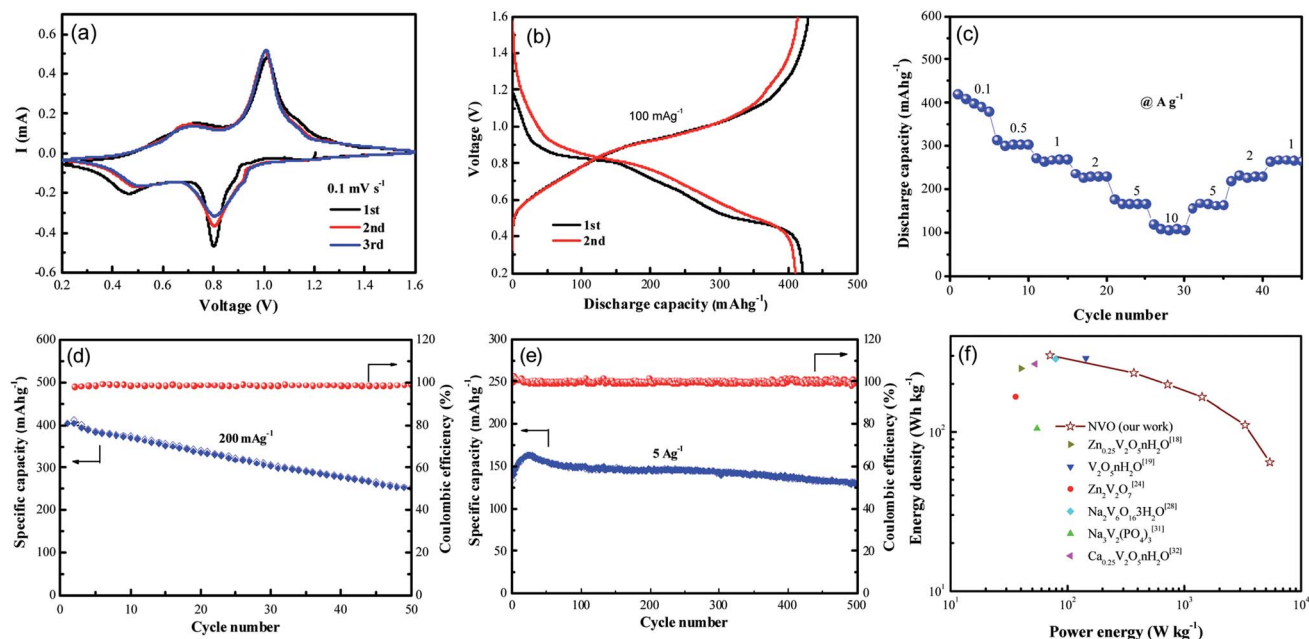 (a)
I (mA)
0.6
0.4
0.2
0.0
-0.2
-0.4
-0.6
0.1 mV s⁻¹
1st
2nd
3rd
0.2 0.4 0.6 0.8 1.0 1.2 1.4 1.6
Voltage (V)
(b)
Voltage (V)
1.6
1.4
1.2
1.0
0.8
0.6
0.4
0.2
100 mAg⁻¹
1st
2nd
0 100 200 300 400 500
Discharge capacity (mAhg⁻¹)
(c)
Discharge capacity (mAhg⁻¹)
600
500
400
300
200
100
0
@ A g⁻¹
0.1
0.5
1
2
5
10
5
2
1
0 10 20 30 40
Cycle number
(d)
Specific capacity (mAhg⁻¹)
600
500
400
300
200
100
0
200 mAg⁻¹
120
100
80
60
40
20
0
Coulombic efficiency (%)
0 10 20 30 40 50
Cycle number
(e)
Specific capacity (mAhg⁻¹)
300
250
200
150
100
50
0
5 Ag⁻¹
120
100
80
60
40
20
0
Coulombic efficiency (%)
0 100 200 300 400 500
Cycle number
(f)
Energy density (Wh kg⁻¹)
10²
10¹
NVO (our work)
Zn₀.₂₅V₂O₅nH₂O[18]
V₂O₅nH₂O[19]
Zn₂V₂O₇[24]
Na₂V₆O₁₆3H₂O[28]
Na₃V₂(PO₄)₃[31]
Ca₀.₂₅V₂O₅nH₂O[32]
10¹ 10² 10³ 10⁴
Power energy (W kg⁻¹)